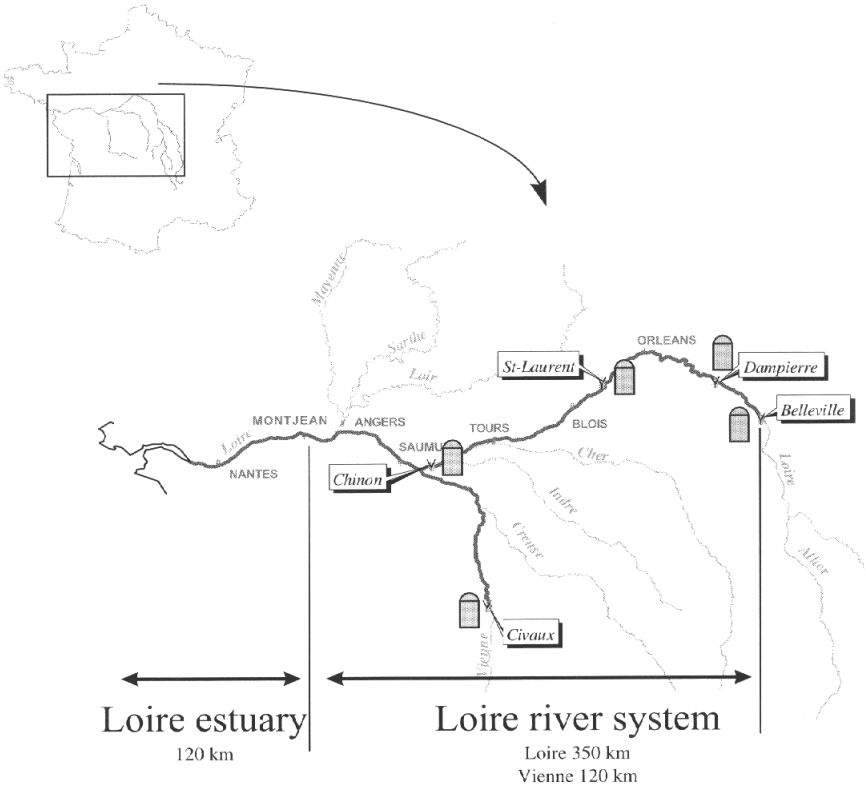 Mayenne
Sarthe
Loir
ORLEANS
St-Laurent
Dampierre
Belleville
MONTJEAN
ANGERS
TOURS
BLOIS
Loire
SAUMU
NANTES
Chinon
Cher
Loire
Indre
Creuse
Allier
Civaux
Vienne
Loire estuary
120 km
Loire river system
Loire 350 km
Vienne 120 km